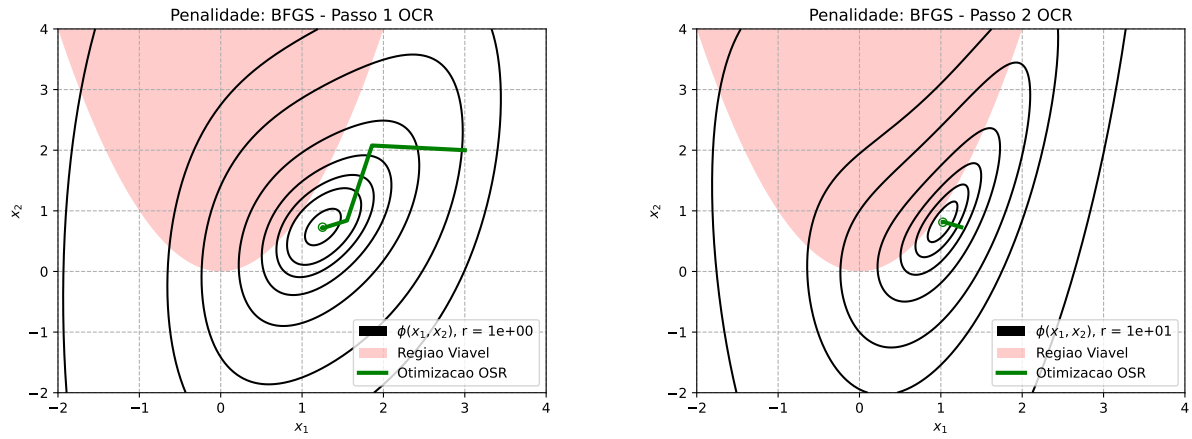 Penalidade: BFGS - Passo 1 OCR
4
3
2
1
0
−1
−2
x₂
−2 −1 0 1 2 3 4
x₁
ϕ(x₁, x₂), r = 1e+00
Regiao Viavel
Otimizacao OSR
Penalidade: BFGS - Passo 2 OCR
4
3
2
1
0
−1
−2
x₂
−2 −1 0 1 2 3 4
x₁
ϕ(x₁, x₂), r = 1e+01
Regiao Viavel
Otimizacao OSR